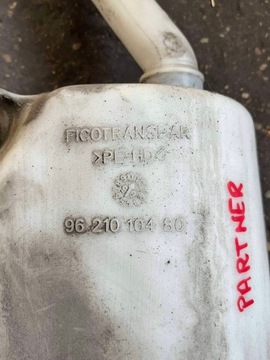 FICOTRANSPAR
>PE-HD<
96 210 104 80
PARTNER